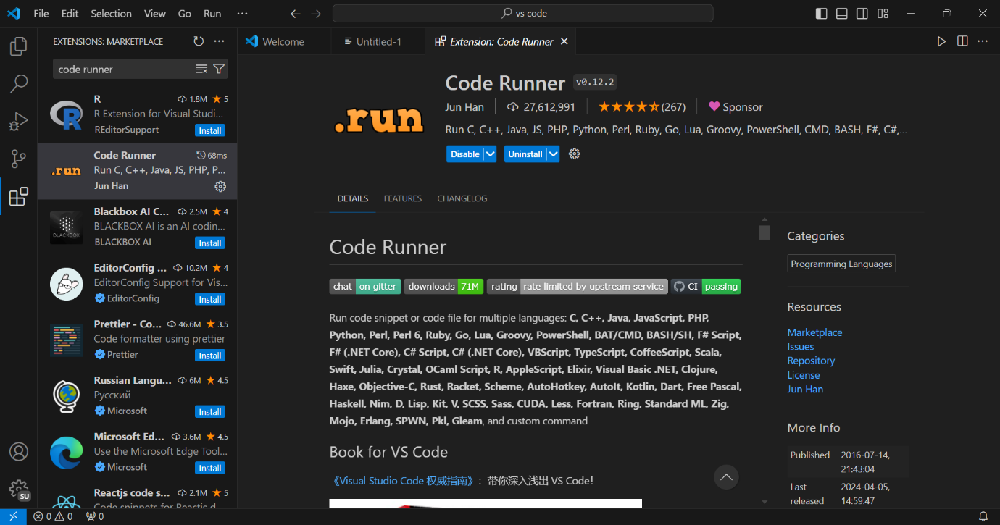 File Edit Selection View Go Run ···
vs code
EXTENSIONS: MARKETPLACE
code runner
R 1.8M 5
R Extension for Visual Studi...
REditorSupport Install
Code Runner 68ms
Run C, C++, Java, JS, PHP, P...
Jun Han
Blackbox AI C... 2.5M 4
BLACKBOX AI is an AI codin...
BLACKBOX
BLACKBOX AI Install
EditorConfig ... 10.2M 4
EditorConfig Support for Vis...
EditorConfig Install
Prettier - Co... 46.6M 3.5
Code formatter using prettier
Prettier Install
Russian Langu... 6M 4.5
Русский
Microsoft Install
Microsoft Ed... 3.6M 4.5
Use the Microsoft Edge Tool...
Microsoft Install
Reactjs code s... 2.1M 5
Code snippets for Reactjs d...
SU
0 0 0
Welcome Untitled-1 Extension: Code Runner
.run
Code Runner v0.12.2
Jun Han 27,612,991 (267) Sponsor
Run C, C++, Java, JS, PHP, Python, Perl, Ruby, Go, Lua, Groovy, PowerShell, CMD, BASH, F#, C#,...
Disable Uninstall
DETAILS FEATURES CHANGELOG
Code Runner
chat on gitter downloads 71M rating rate limited by upstream service CI passing
Run code snippet or code file for multiple languages: C, C++, Java, JavaScript, PHP,
Python, Perl, Perl 6, Ruby, Go, Lua, Groovy, PowerShell, BAT/CMD, BASH/SH, F# Script,
F# (.NET Core), C# Script, C# (.NET Core), VBScript, TypeScript, CoffeeScript, Scala,
Swift, Julia, Crystal, OCaml Script, R, AppleScript, Elixir, Visual Basic .NET, Clojure,
Haxe, Objective-C, Rust, Racket, Scheme, AutoHotkey, AutoIt, Kotlin, Dart, Free Pascal,
Haskell, Nim, D, Lisp, Kit, V, SCSS, Sass, CUDA, Less, Fortran, Ring, Standard ML, Zig,
Mojo, Erlang, SPWN, Pkl, Gleam, and custom command
Book for VS Code
《Visual Studio Code 权威指南》：带你深入浅出 VS Code!
Categories
Programming Languages
Resources
Marketplace
Issues
Repository
License
Jun Han
More Info
Published 2016-07-14,
21:43:04
Last 2024-04-05,
released 14:59:47